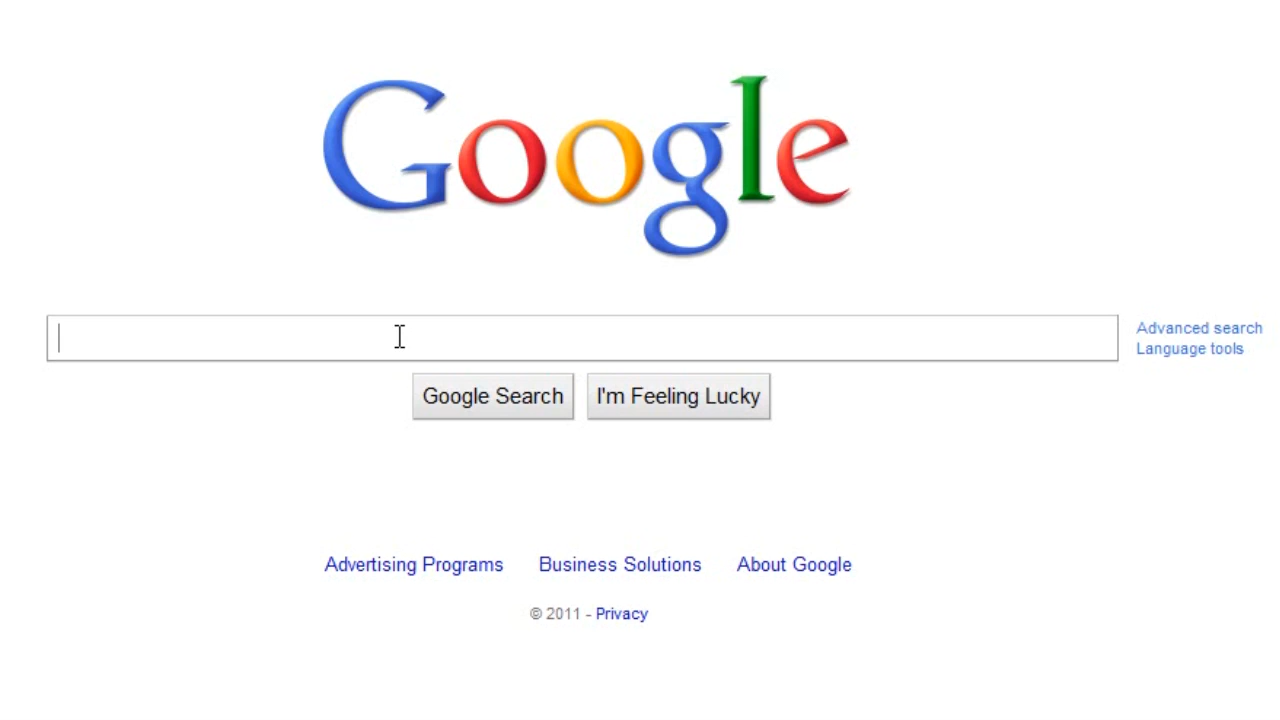 Google
Advanced search
Language tools
Google Search I'm Feeling Lucky
Advertising Programs Business Solutions About Google
© 2011 - Privacy